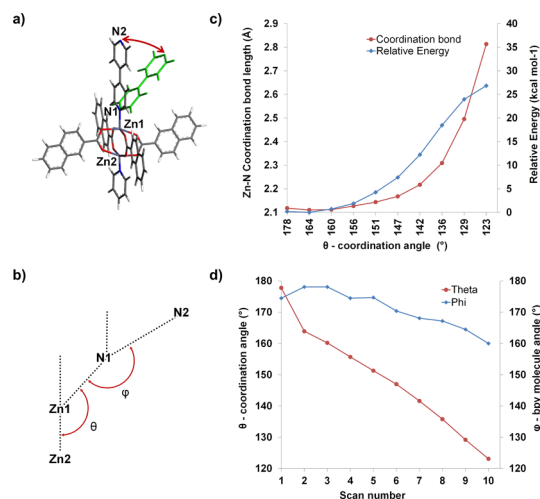 a)
N2
N1
Zn1
Zn2
b)
N2
N1
Zn1
φ
θ
Zn2
c)
Coordination bond
Relative Energy
Zn-N Coordination bond length (Å)
2.9
2.8
2.7
2.6
2.5
2.4
2.3
2.2
2.1
Relative Energy (kcal mol-1)
40
35
30
25
20
15
10
5
0
178 164 160 156 151 147 142 136 129 123
θ - coordination angle (°)
d)
Theta
Phi
θ - coordination angle (°)
180
170
160
150
140
130
120
φ - bpy molecule angle (°)
180
170
160
150
140
130
120
1 2 3 4 5 6 7 8 9 10
Scan number